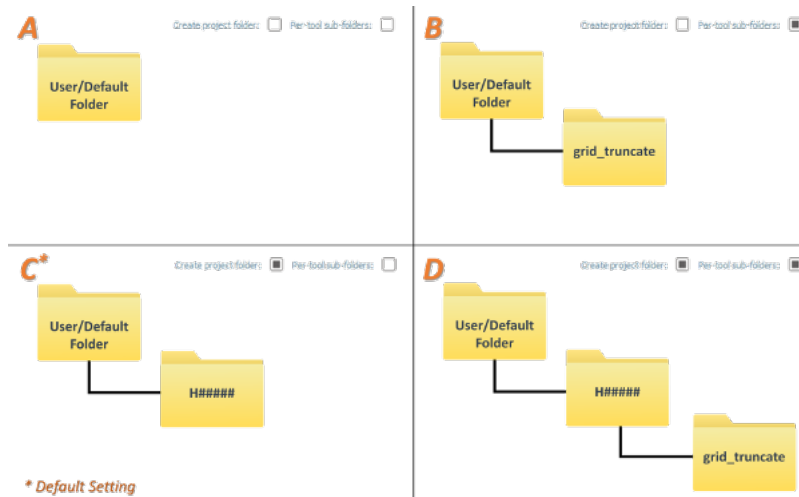 A
Create project folder:
Per-tool sub-folders:
User/Default
Folder
B
Create project folder:
Per-tool sub-folders:
User/Default
Folder
grid_truncate
C*
Create project folder:
Per-tool sub-folders:
User/Default
Folder
H#####
* Default Setting
D
Create project folder:
Per-tool sub-folders:
User/Default
Folder
H#####
grid_truncate